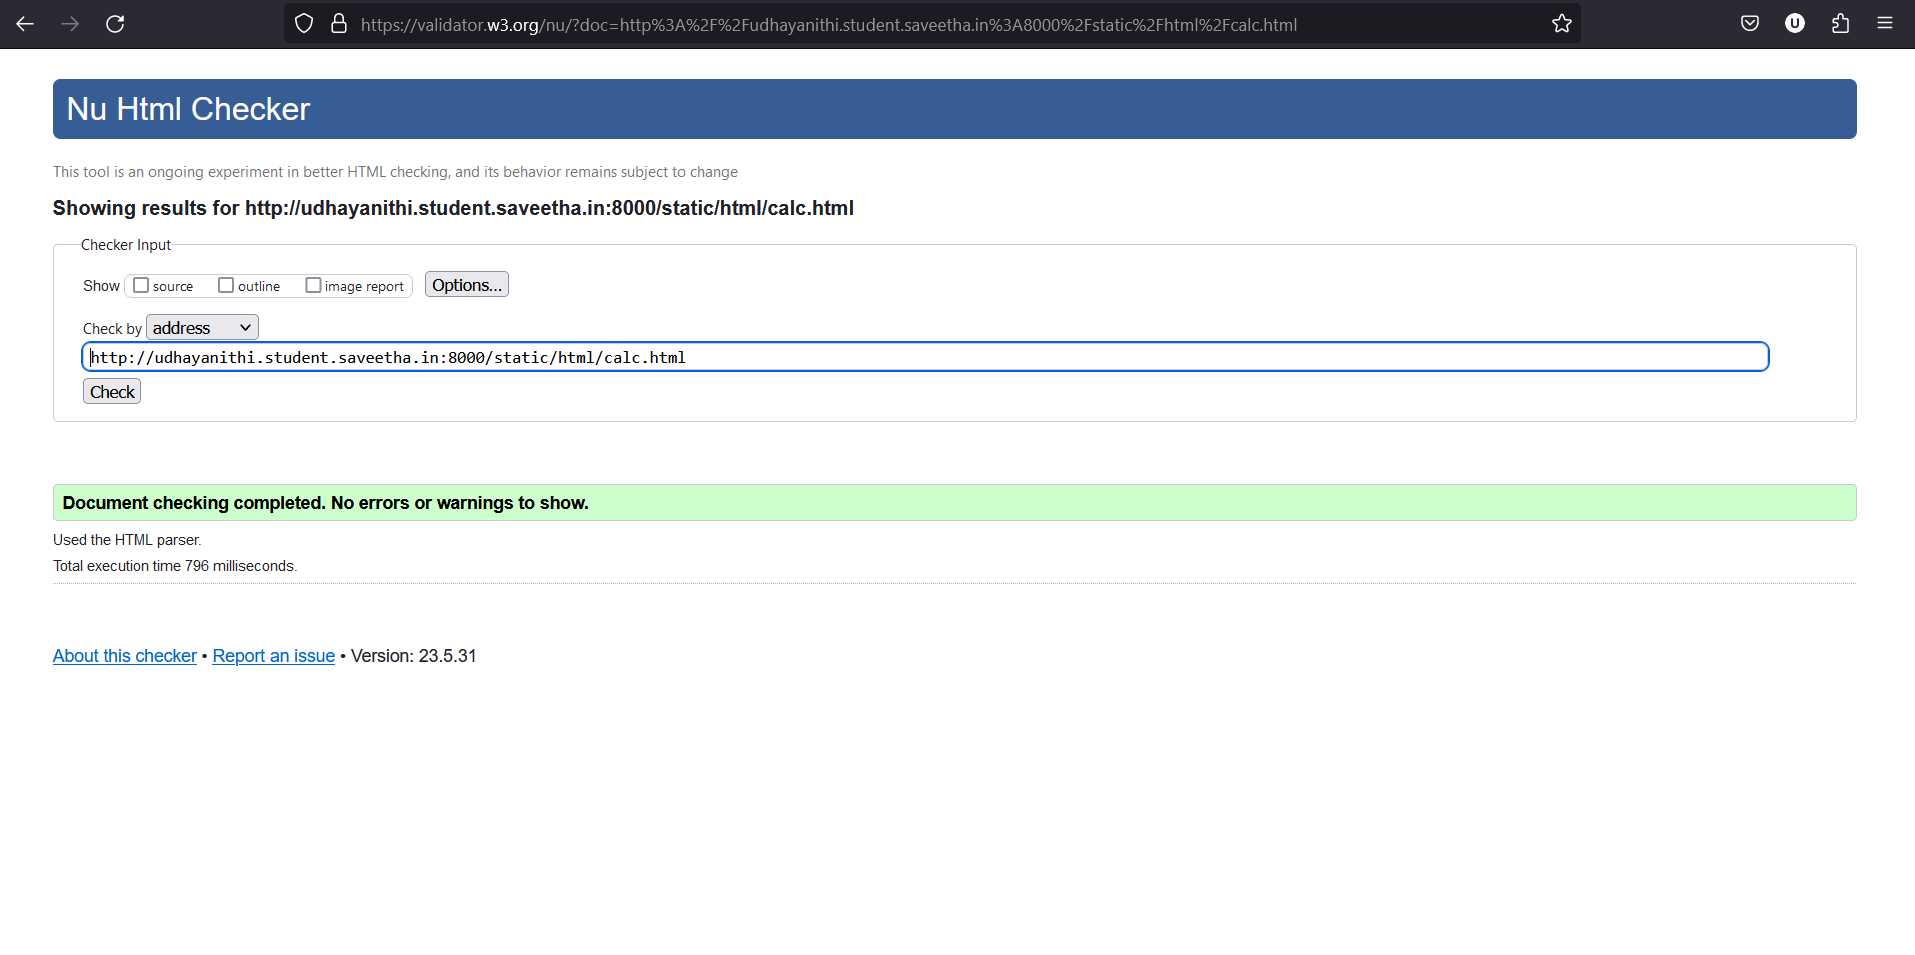 https://validator.w3.org/nu/?doc=http%3A%2F%2Fudhayanithi.student.saveetha.in%3A8000%2Fstatic%2Fhtml%2Fcalc.html
U
Nu Html Checker
This tool is an ongoing experiment in better HTML checking, and its behavior remains subject to change
Showing results for http://udhayanithi.student.saveetha.in:8000/static/html/calc.html
Checker Input
Show source outline image report Options...
Check by address
http://udhayanithi.student.saveetha.in:8000/static/html/calc.html
Check
Document checking completed. No errors or warnings to show.
Used the HTML parser.
Total execution time 796 milliseconds.
About this checker • Report an issue • Version: 23.5.31